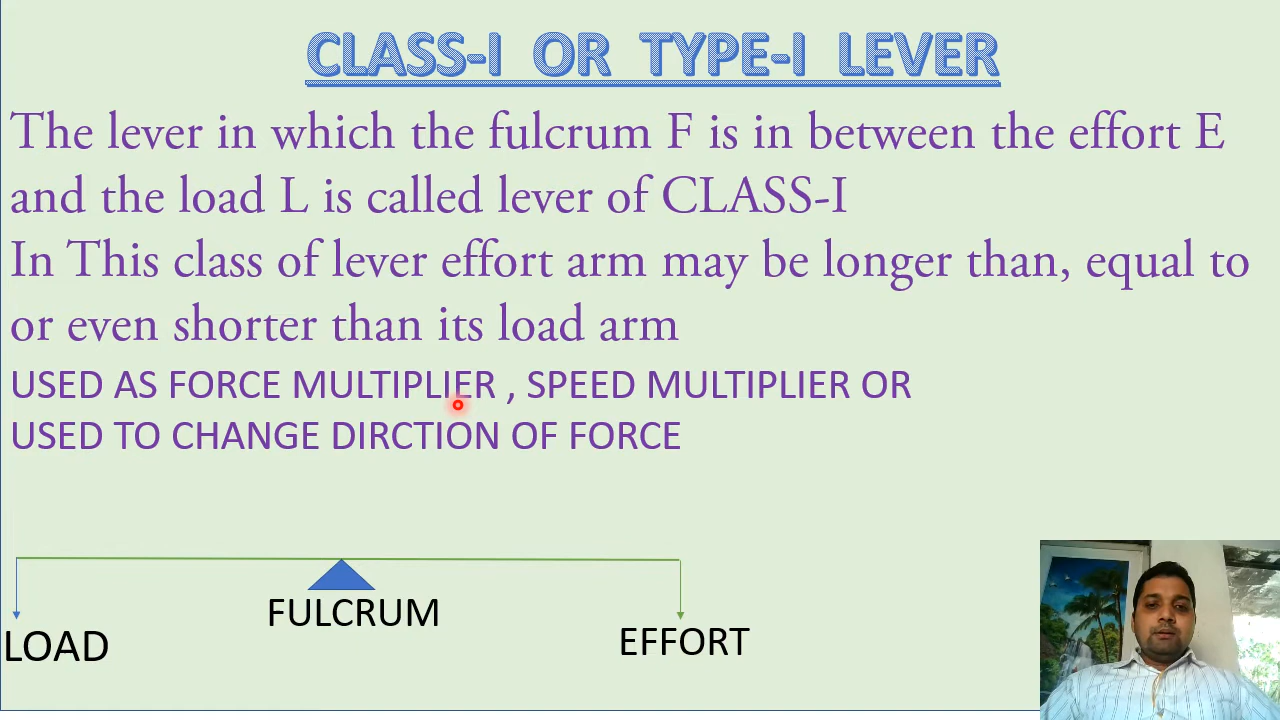 CLASS-I OR TYPE-I LEVER
The lever in which the fulcrum F is in between the effort E
and the load L is called lever of CLASS-I
In This class of lever effort arm may be longer than, equal to
or even shorter than its load arm
USED AS FORCE MULTIPLIER , SPEED MULTIPLIER OR
USED TO CHANGE DIRCTION OF FORCE
FULCRUM
LOAD
EFFORT